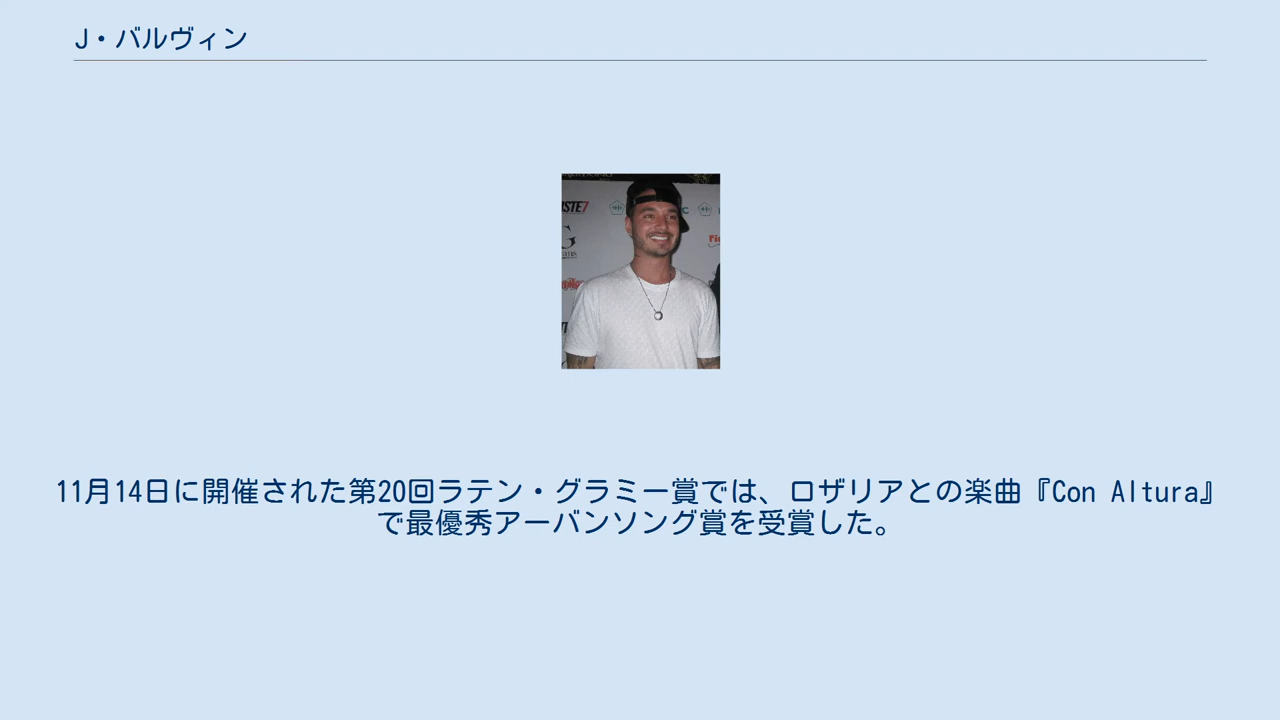 J・バルヴィン
11月14日に開催された第20回ラテン・グラミー賞では、ロザリアとの楽曲『Con Altura』
で最優秀アーバンソング賞を受賞した。